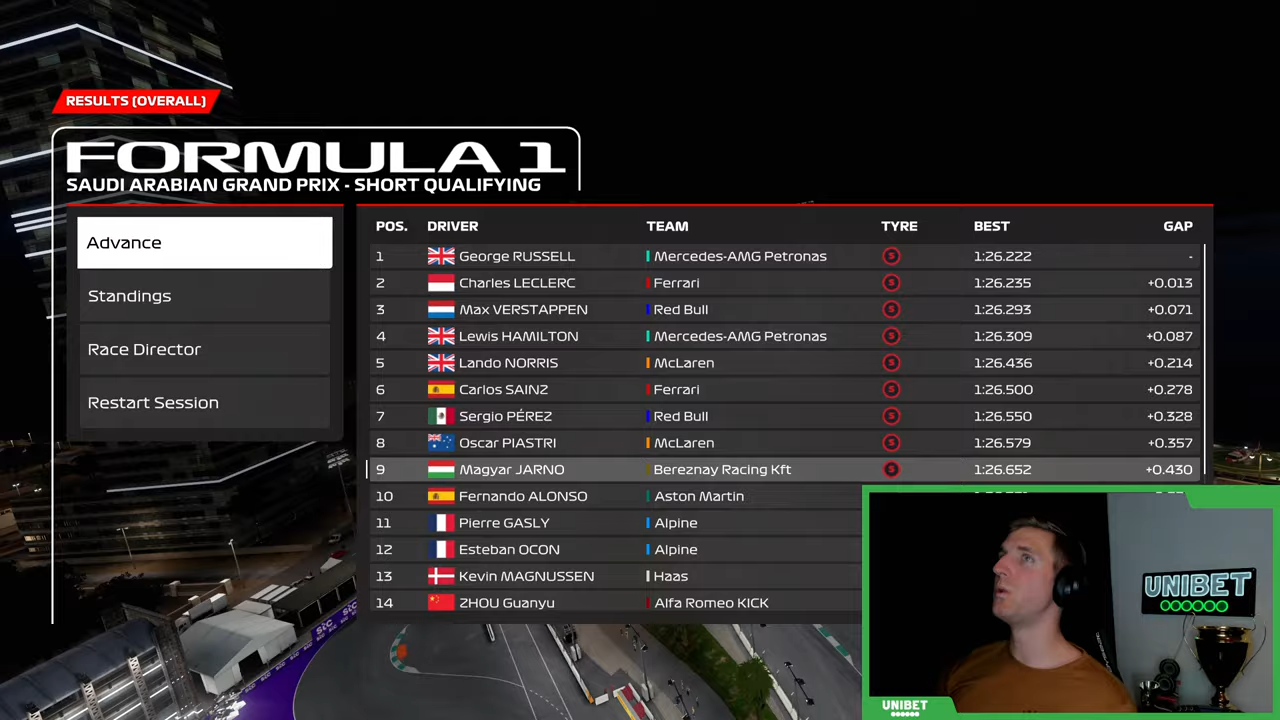 RESULTS (OVERALL)
FORMULA 1
SAUDI ARABIAN GRAND PRIX - SHORT QUALIFYING
Advance
Standings
Race Director
Restart Session
POS. DRIVER TEAM TYRE BEST GAP
1 George RUSSELL Mercedes-AMG Petronas S 1:26.222 -
2 Charles LECLERC Ferrari S 1:26.235 +0.013
3 Max VERSTAPPEN Red Bull S 1:26.293 +0.071
4 Lewis HAMILTON Mercedes-AMG Petronas S 1:26.309 +0.087
5 Lando NORRIS McLaren S 1:26.436 +0.214
6 Carlos SAINZ Ferrari S 1:26.500 +0.278
7 Sergio PÉREZ Red Bull S 1:26.550 +0.328
8 Oscar PIASTRI McLaren S 1:26.579 +0.357
9 Magyar JARNO Bereznay Racing Kft S 1:26.652 +0.430
10 Fernando ALONSO Aston Martin
11 Pierre GASLY Alpine
12 Esteban OCON Alpine
13 Kevin MAGNUSSEN Haas
14 ZHOU Guanyu Alfa Romeo KICK
stc
UNIBET
UNIBET